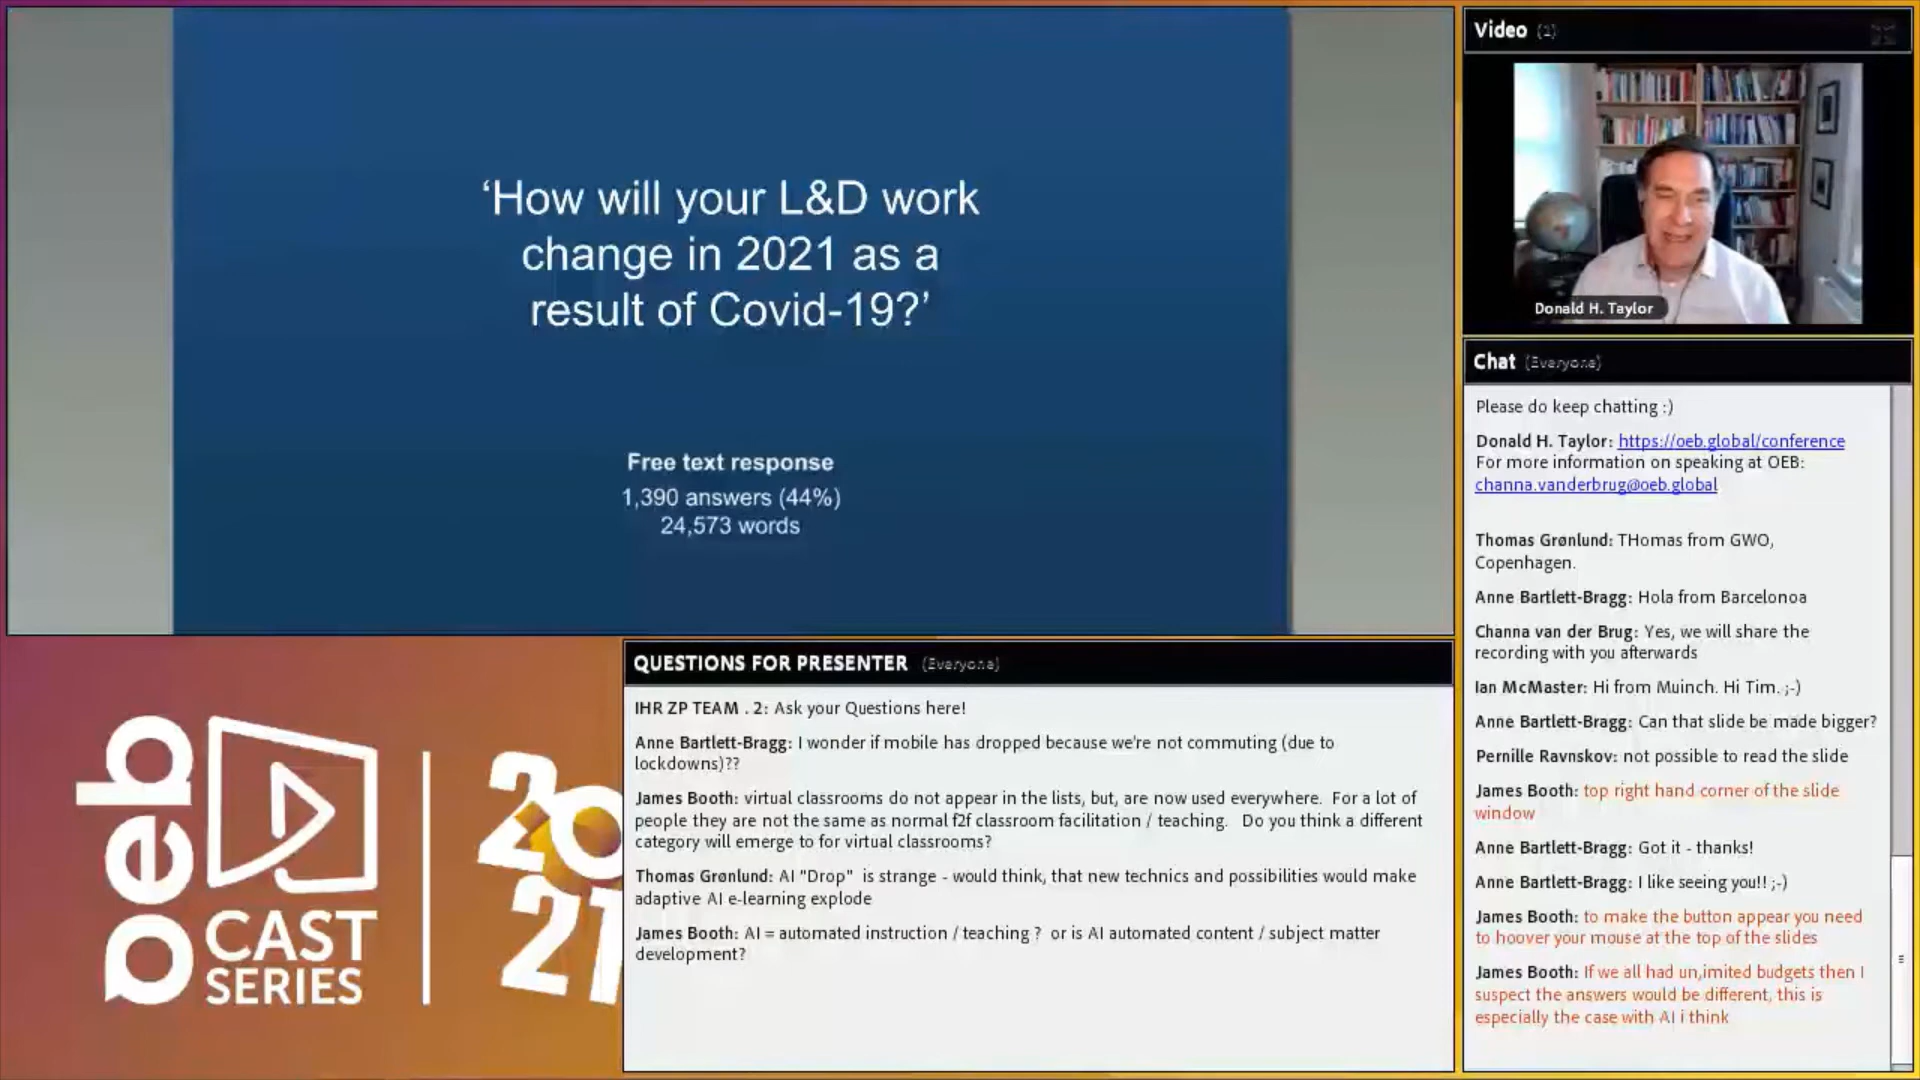 ‘How will your L&D work
change in 2021 as a
result of Covid-19?’
Free text response
1,390 answers (44%)
24,573 words
Video (1)
Donald H. Taylor
Chat (Everyone)
Please do keep chatting :)
Donald H. Taylor: https://oeb.global/conference
For more information on speaking at OEB:
channa.vanderbrug@oeb.global
Thomas Grønlund: THomas from GWO,
Copenhagen.
Anne Bartlett-Bragg: Hola from Barcelonoa
Channa van der Brug: Yes, we will share the
recording with you afterwards
Ian McMaster: Hi from Muinch. Hi Tim. ;-)
Anne Bartlett-Bragg: Can that slide be made bigger?
Pernille Ravnskov: not possible to read the slide
James Booth: top right hand corner of the slide
window
Anne Bartlett-Bragg: Got it - thanks!
Anne Bartlett-Bragg: I like seeing you!! ;-)
James Booth: to make the button appear you need
to hoover your mouse at the top of the slides
James Booth: If we all had un,imited budgets then I
suspect the answers would be different, this is
especially the case with AI i think
oeb
CAST
SERIES
20
21
QUESTIONS FOR PRESENTER (Everyone)
IHR ZP TEAM . 2: Ask your Questions here!
Anne Bartlett-Bragg: I wonder if mobile has dropped because we're not commuting (due to
lockdowns)??
James Booth: virtual classrooms do not appear in the lists, but, are now used everywhere. For a lot of
people they are not the same as normal f2f classroom facilitation / teaching. Do you think a different
category will emerge to for virtual classrooms?
Thomas Grønlund: AI "Drop" is strange - would think, that new technics and possibilities would make
adaptive AI e-learning explode
James Booth: AI = automated instruction / teaching ? or is AI automated content / subject matter
development?